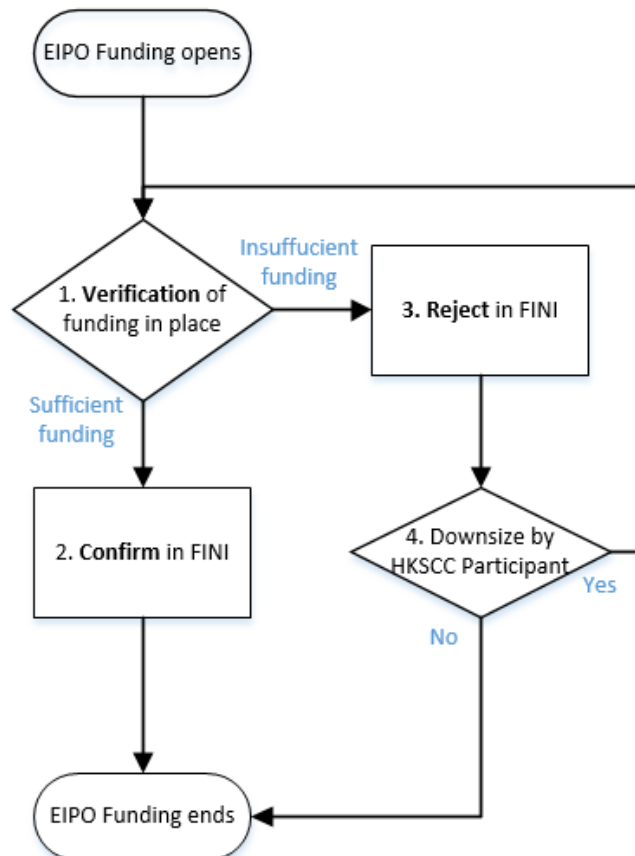 EIPO Funding opens
Insuffucient
funding
1. Verification of
funding in place
3. Reject in FINI
Sufficient
funding
2. Confirm in FINI
4. Downsize by
HKSCC Participant
Yes
No
EIPO Funding ends